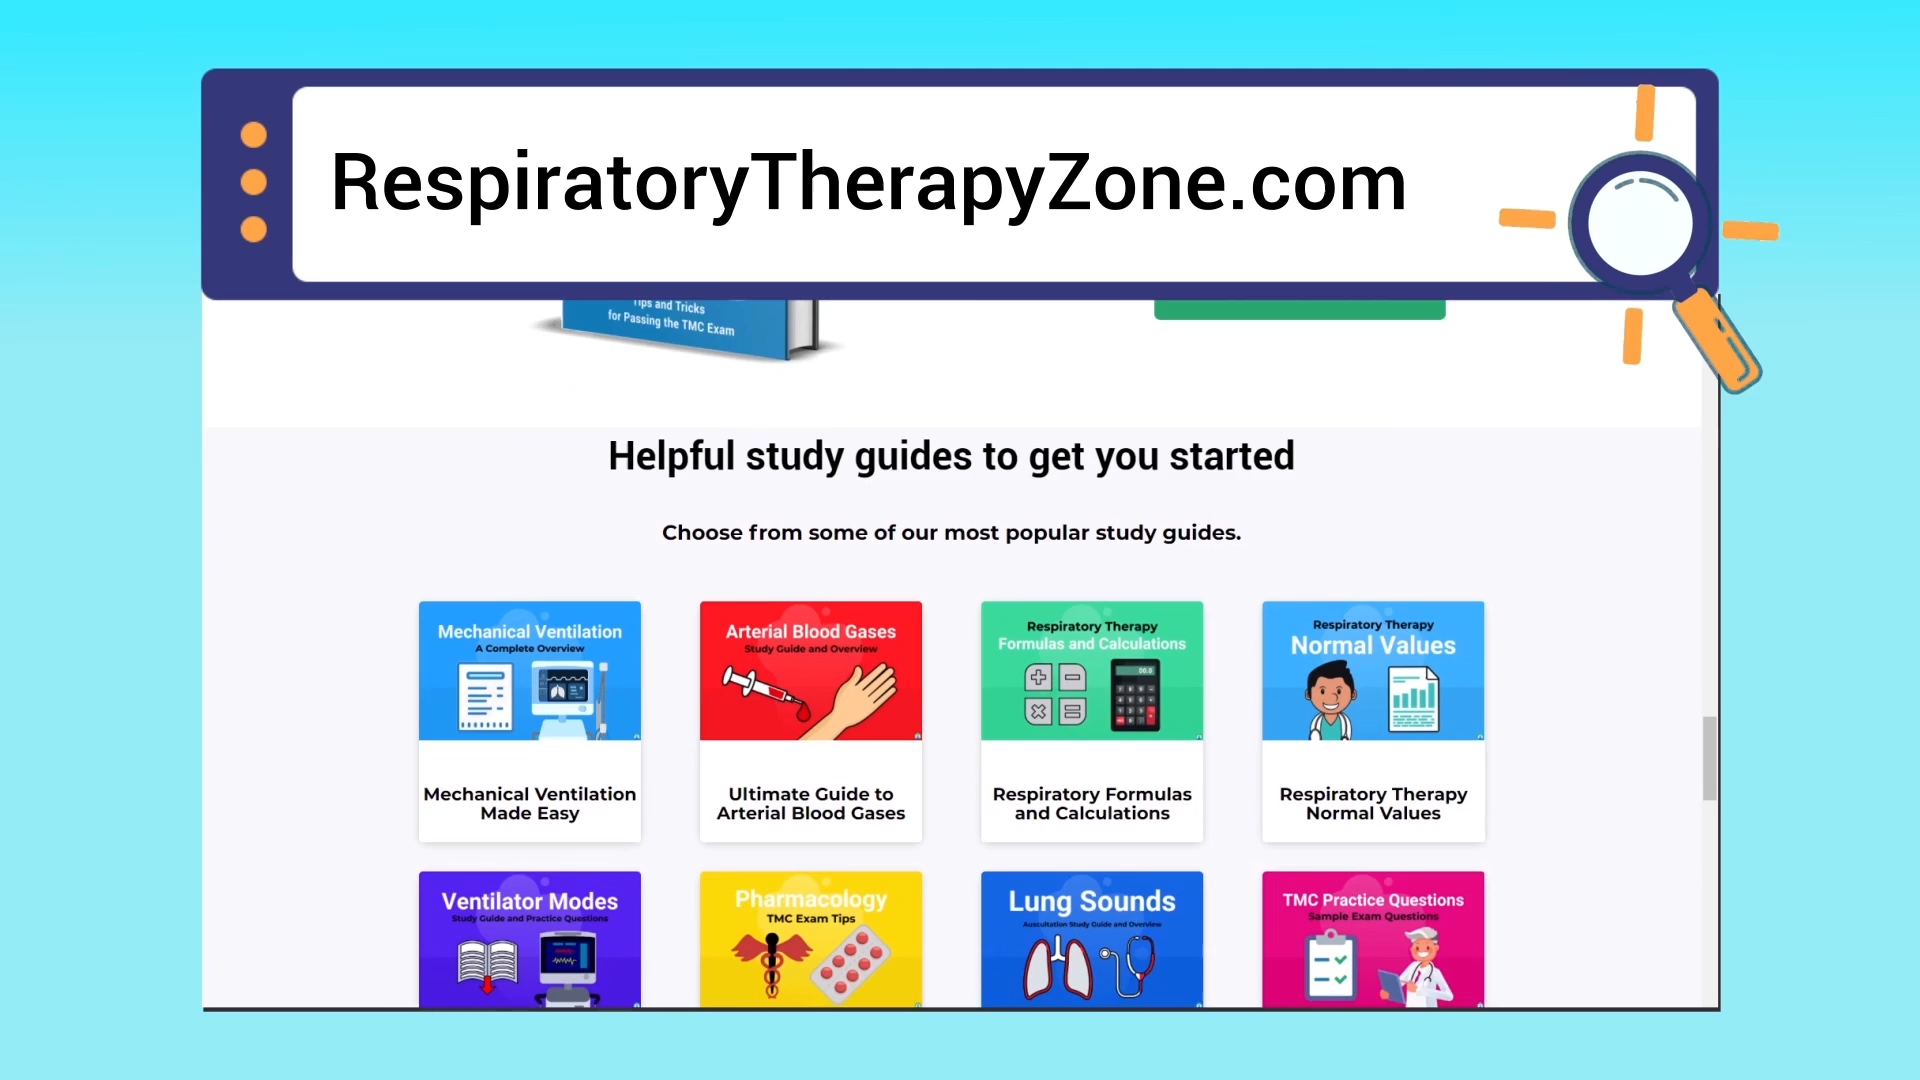 RespiratoryTherapyZone.com
Tips and Tricks
for Passing the TMC Exam
Helpful study guides to get you started
Choose from some of our most popular study guides.
Mechanical Ventilation
A Complete Overview
Mechanical Ventilation
Made Easy
Arterial Blood Gases
Study Guide and Overview
Ultimate Guide to
Arterial Blood Gases
Respiratory Therapy
Formulas and Calculations
00.0
Respiratory Formulas
and Calculations
Respiratory Therapy
Normal Values
Respiratory Therapy
Normal Values
Ventilator Modes
Study Guide and Practice Questions
Pharmacology
TMC Exam Tips
Lung Sounds
Auscultation Study Guide and Overview
TMC Practice Questions
Sample Exam Questions